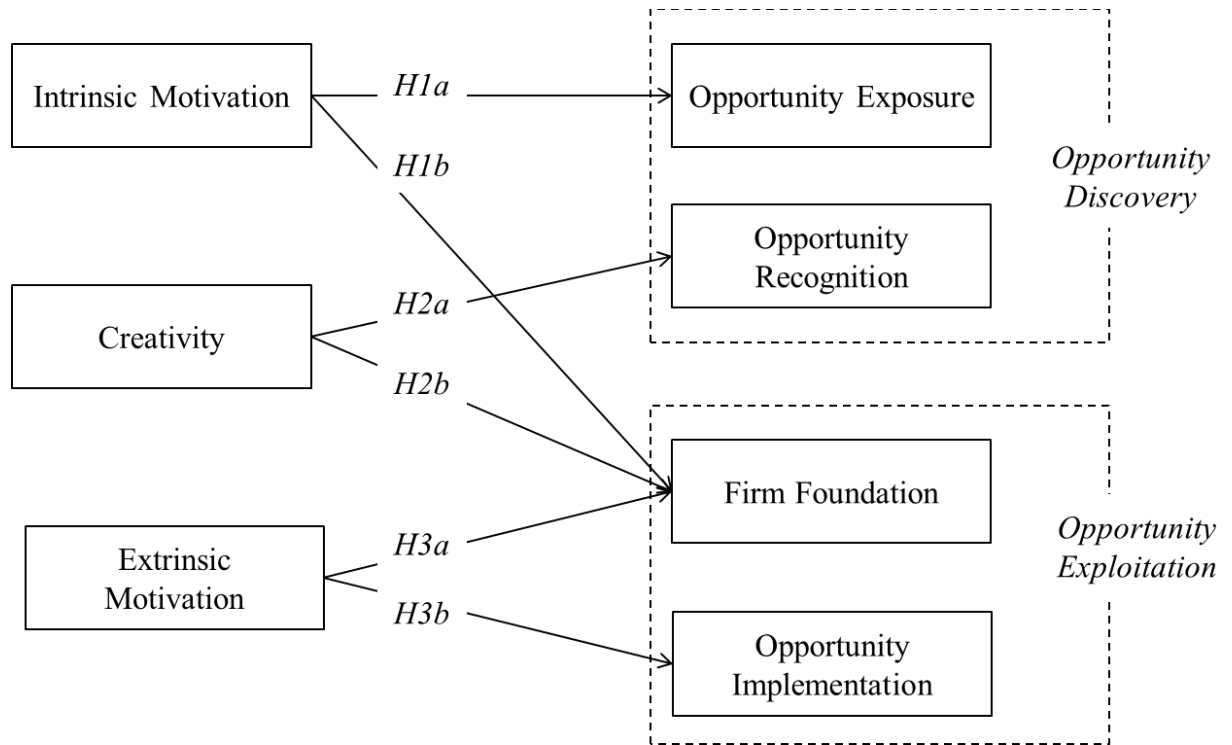 Intrinsic Motivation
H1a
Opportunity Exposure
H1b
Opportunity
Discovery
Opportunity
Recognition
Creativity
H2a
H2b
Firm Foundation
Opportunity
Exploitation
Extrinsic
Motivation
H3a
H3b
Opportunity
Implementation